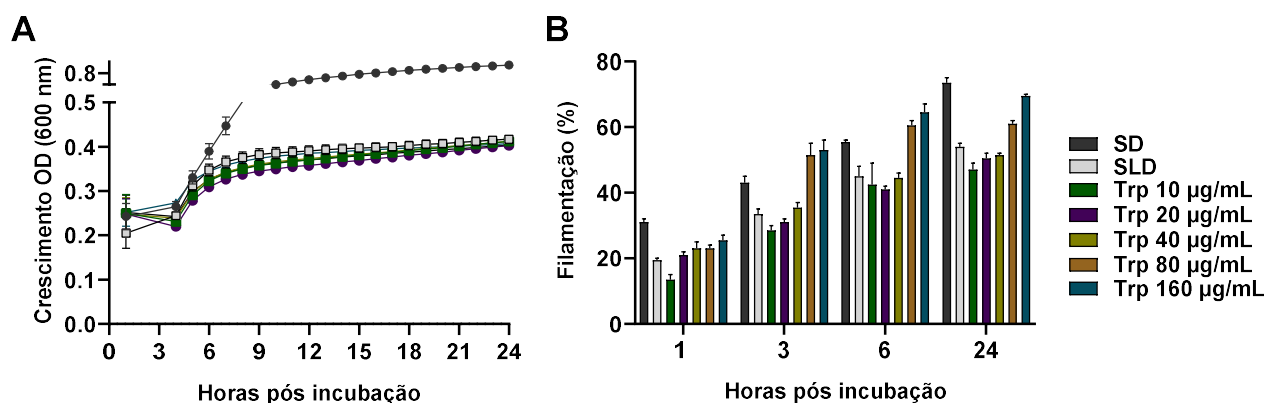 A
Crescimento OD (600 nm)
0.8
0.5
0.4
0.3
0.2
0.1
0.0
0 3 6 9 12 15 18 21 24
Horas pós incubação
B
Filamentação (%)
80
60
40
20
0
1 3 6 24
Horas pós incubação
SD
SLD
Trp 10 µg/mL
Trp 20 µg/mL
Trp 40 µg/mL
Trp 80 µg/mL
Trp 160 µg/mL